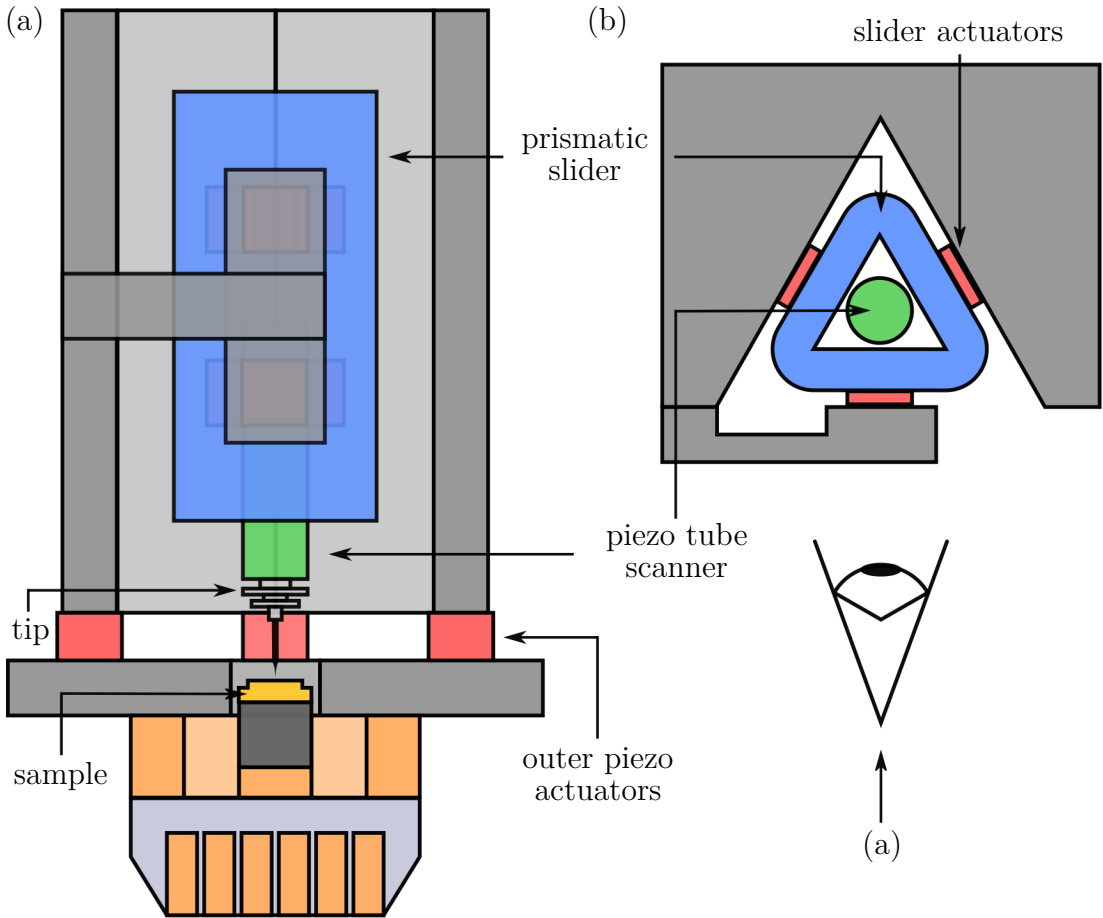 (a)
(b)
slider actuators
prismatic
slider
piezo tube
scanner
tip
sample
outer piezo
actuators
(a)